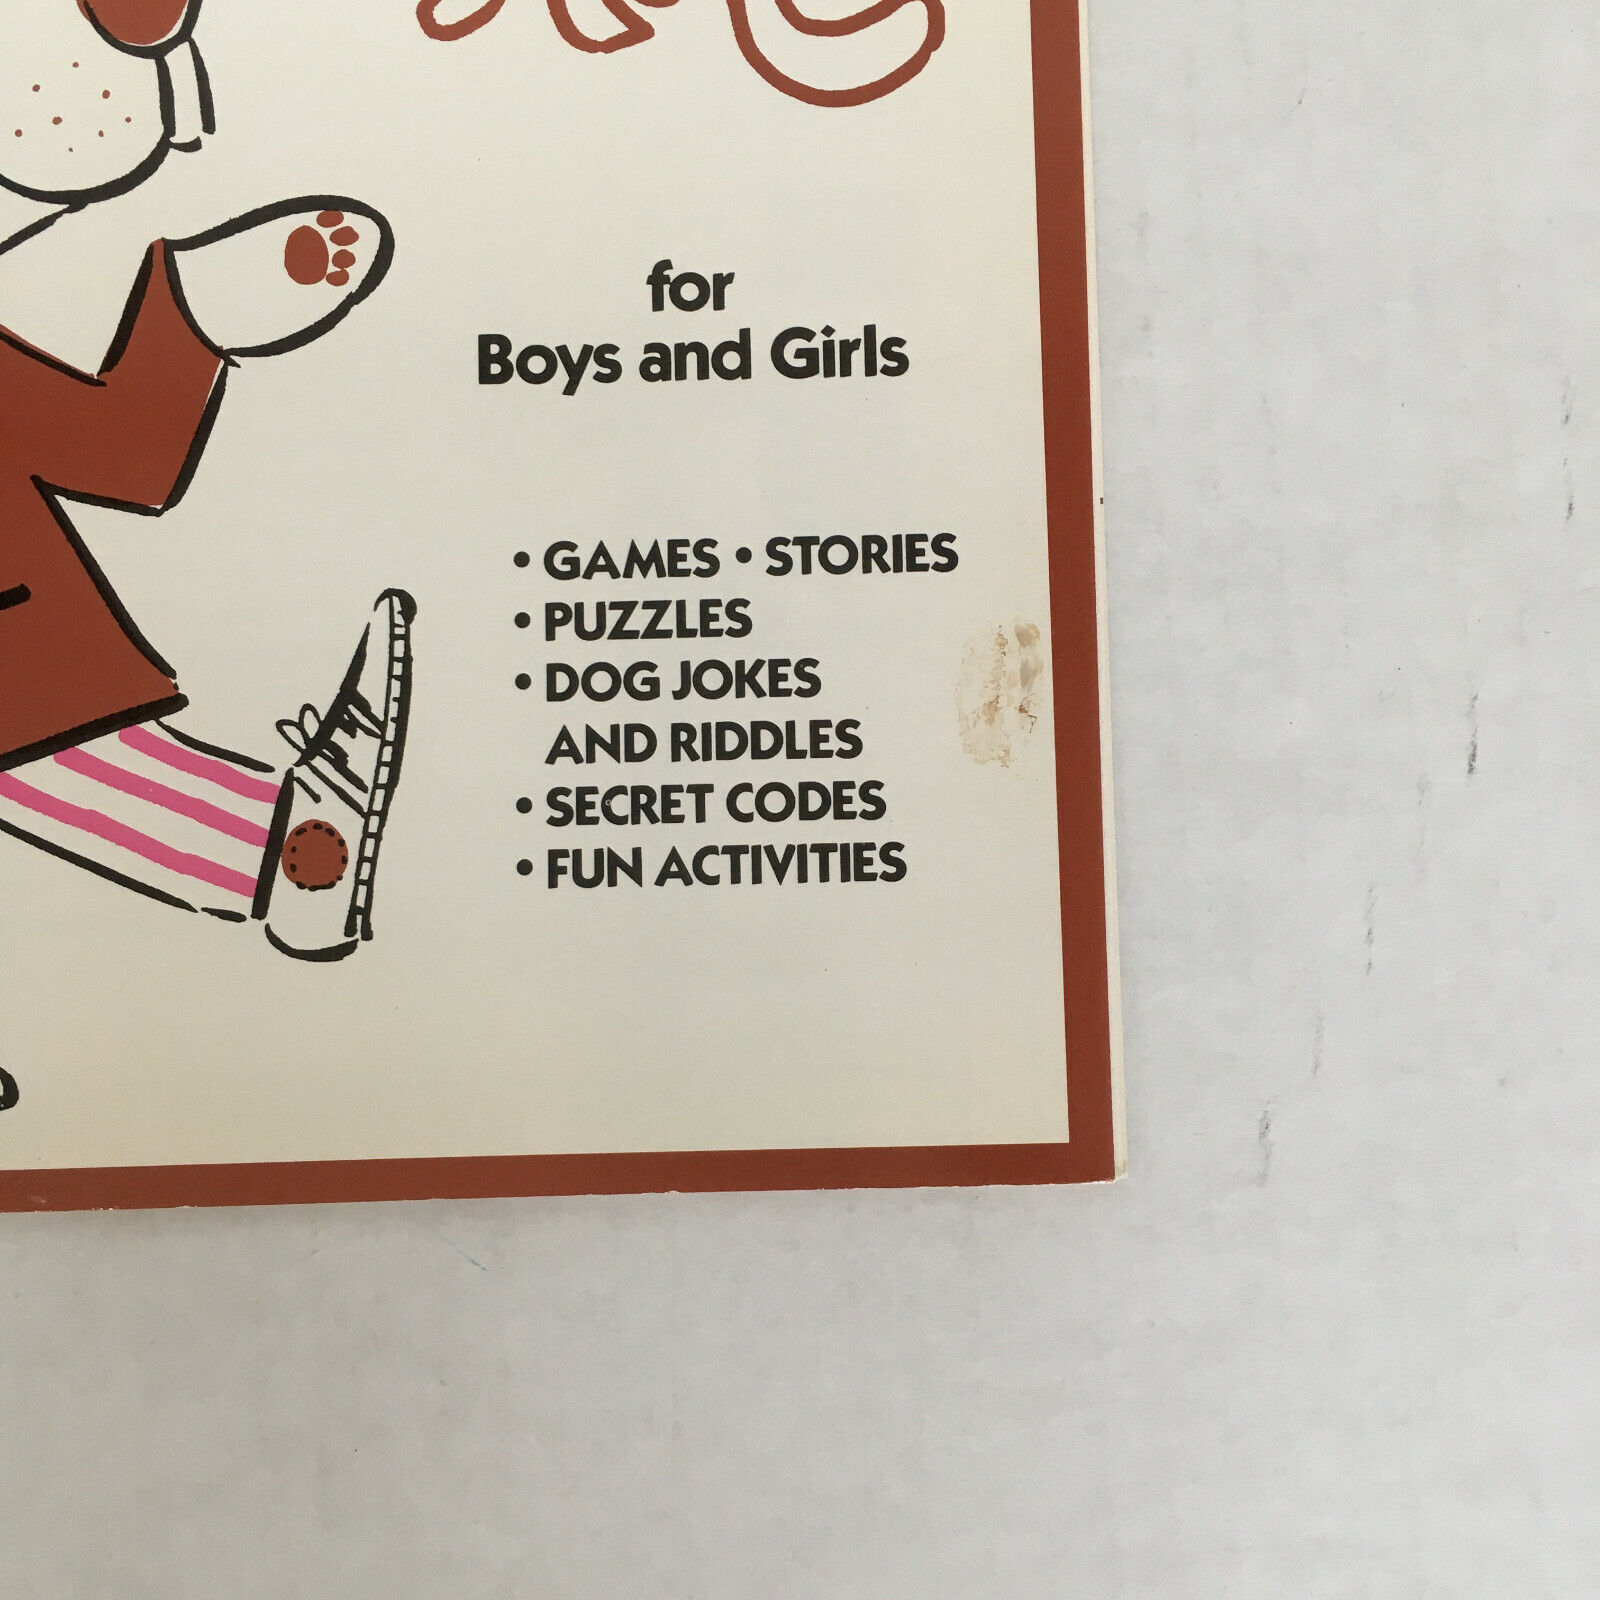 for
Boys and Girls
• GAMES • STORIES
• PUZZLES
• DOG JOKES
AND RIDDLES
• SECRET CODES
• FUN ACTIVITIES